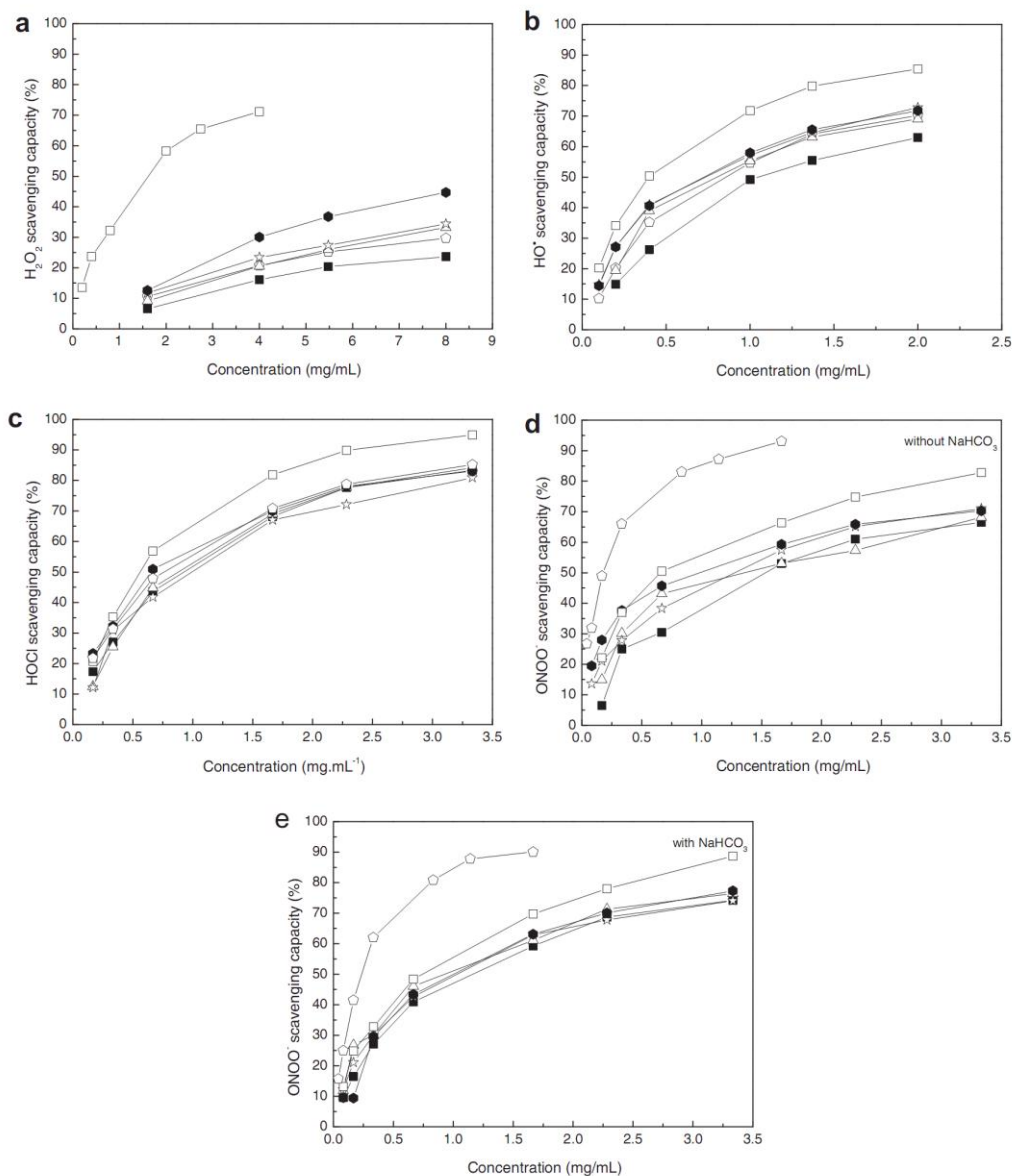 a
100
90
80
70
60
50
40
30
20
10
0
H₂O₂ scavenging capacity (%)
0 1 2 3 4 5 6 7 8 9
Concentration (mg/mL)
b
100
90
80
70
60
50
40
30
20
10
0
HO• scavenging capacity (%)
0.0 0.5 1.0 1.5 2.0 2.5
Concentration (mg/mL)
c
100
90
80
70
60
50
40
30
20
10
0
HOCl scavenging capacity (%)
0.0 0.5 1.0 1.5 2.0 2.5 3.0 3.5
Concentration (mg.mL⁻¹)
d
without NaHCO₃
100
90
80
70
60
50
40
30
20
10
0
ONOO⁻ scavenging capacity (%)
0.0 0.5 1.0 1.5 2.0 2.5 3.0 3.5
Concentration (mg/mL)
e
with NaHCO₃
100
90
80
70
60
50
40
30
20
10
0
ONOO⁻ scavenging capacity (%)
0.0 0.5 1.0 1.5 2.0 2.5 3.0 3.5
Concentration (mg/mL)